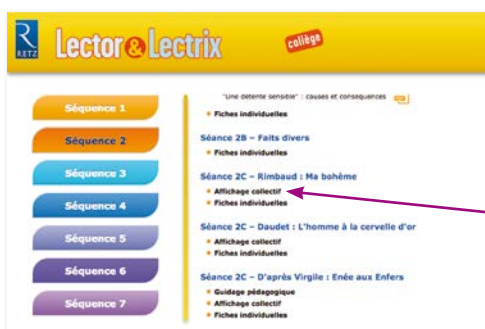 RETZ
Lector & Lectrix
collège
Séquence 1
Séquence 2
Séquence 3
Séquence 4
Séquence 5
Séquence 6
Séquence 7
"Une détente sensible" : causes et conséquences
Fiches individuelles
Séance 2B – Faits divers
Fiches individuelles
Séance 2C – Rimbaud : Ma bohème
Affichage collectif
Fiches individuelles
Séance 2C – Daudet : L'homme à la cervelle d'or
Affichage collectif
Fiches individuelles
Séance 2C – D'après Virgile : Enée aux Enfers
Guidage pédagogique
Affichage collectif
Fiches individuelles